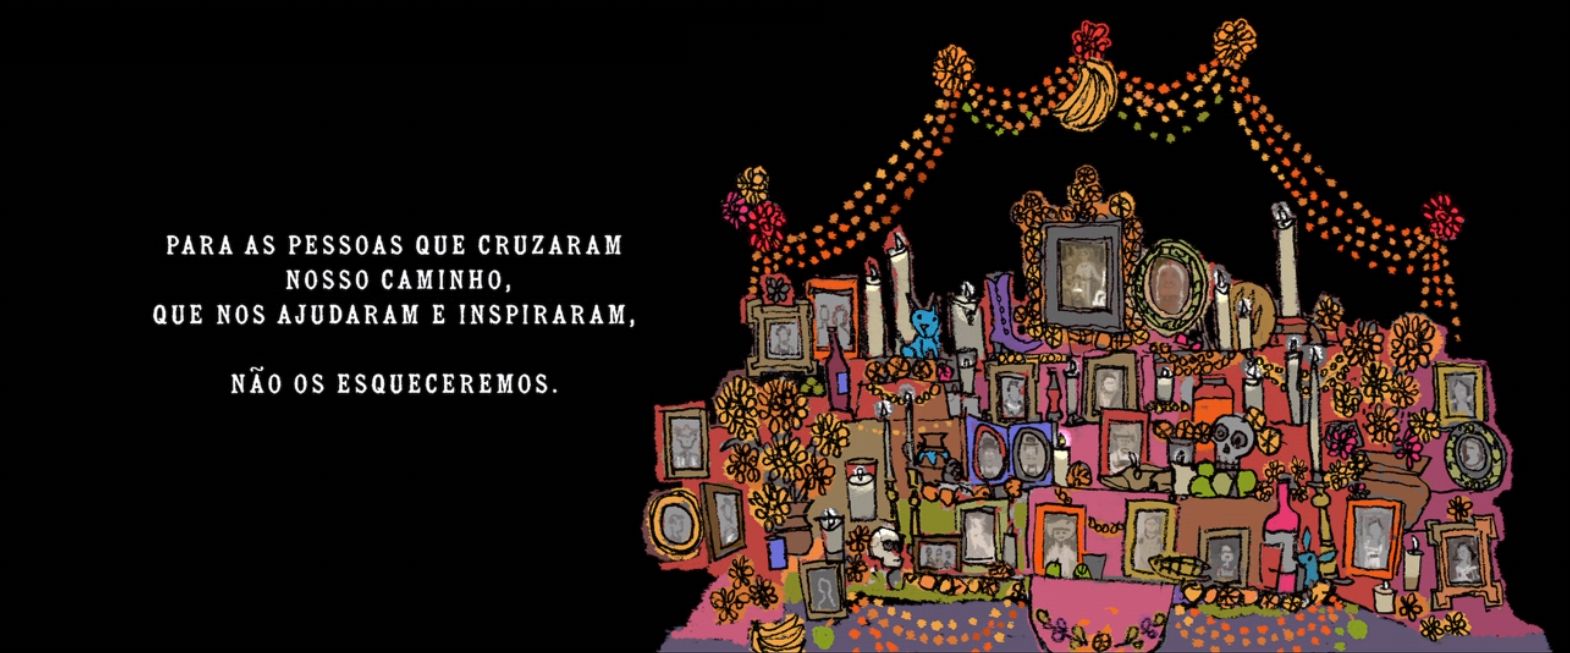 PARA AS PESSOAS QUE CRUZARAM
NOSSO CAMINHO,
QUE NOS AJUDARAM E INSPIRARAM,
NÃO OS ESQUECEREMOS.